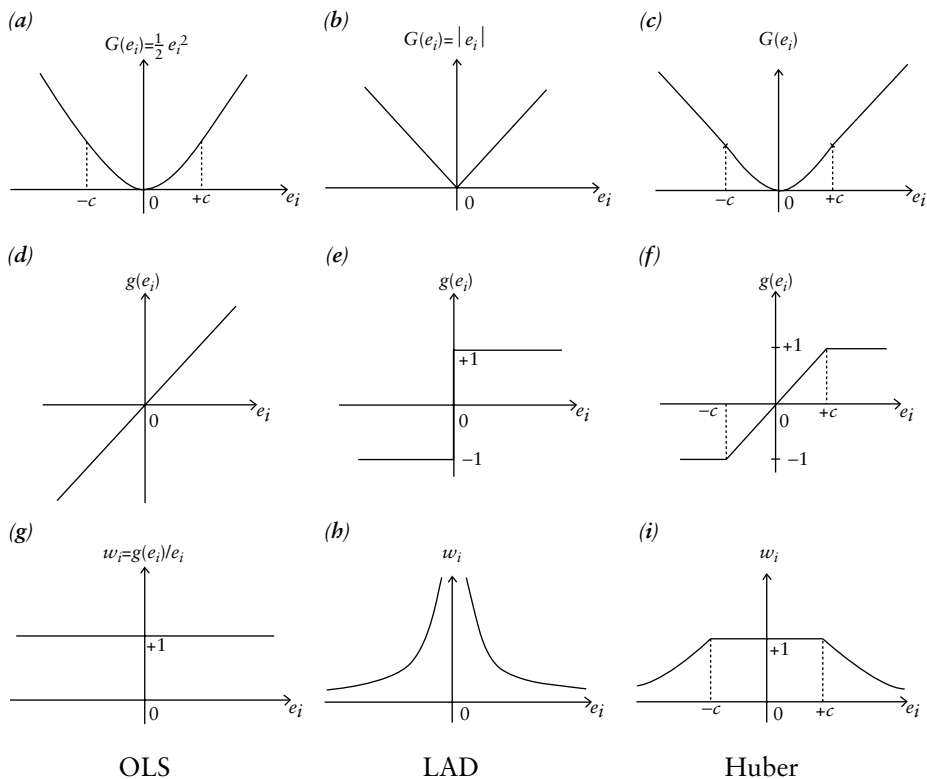 (a) (b) (c)
G(e_i)=½ e_i² G(e_i)=|e_i| G(e_i)
−c 0 +c e_i 0 e_i −c 0 +c e_i
(d) (e) (f)
g(e_i) g(e_i) g(e_i)
+1 +1
0 e_i 0 e_i −c 0 +c e_i
−1 −1
(g) (h) (i)
w_i=g(e_i)/e_i w_i w_i
+1 +1
0 e_i 0 e_i −c 0 +c e_i
OLS LAD Huber